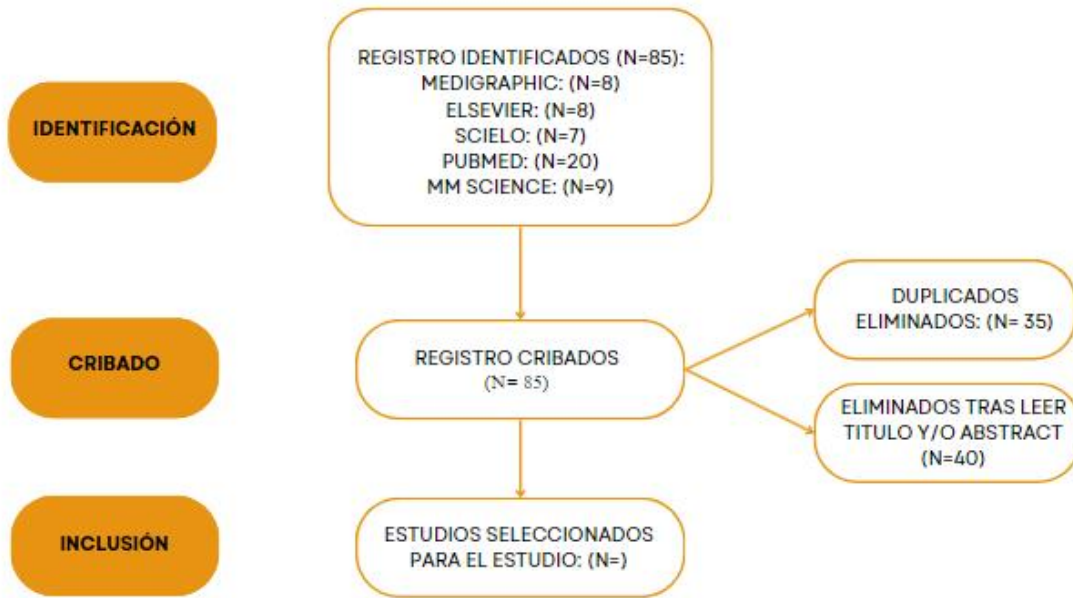 IDENTIFICACIÓN
REGISTRO IDENTIFICADOS (N=85):
MEDIGRAPHIC: (N=8)
ELSEVIER: (N=8)
SCIELO: (N=7)
PUBMED: (N=20)
MM SCIENCE: (N=9)
CRIBADO
REGISTRO CRIBADOS
(N= 85)
DUPLICADOS
ELIMINADOS: (N= 35)
ELIMINADOS TRAS LEER
TITULO Y/O ABSTRACT
(N=40)
INCLUSIÓN
ESTUDIOS SELECCIONADOS
PARA EL ESTUDIO: (N=)